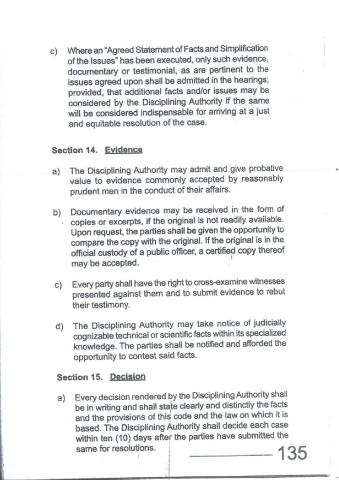 c) Where an "Agreed Statement of Facts and Simplification
of the Issues" has been executed, only such evidence,
documentary or testimonial, as are pertinent to the
issues agreed upon shall be admitted in the hearings;
provided, that additional facts and/or issues may be
considered by the Disciplining Authority if the same
will be considered indispensable for arriving at a just
and equitable resolution of the case.
Section 14. Evidence
a) The Disciplining Authority may admit and give probative
value to evidence commonly accepted by reasonably
prudent men in the conduct of their affairs.
b) Documentary evidence may be received in the form of
copies or excerpts, if the original is not readily available.
Upon request, the parties shall be given the opportunity to
compare the copy with the original. If the original is in the
official custody of a public officer, a certified copy thereof
may be accepted.
c) Every party shall have the right to cross-examine witnesses
presented against them and to submit evidence to rebut
their testimony.
d) The Disciplining Authority may take notice of judicially
cognizable technical or scientific facts within its specialized
knowledge. The parties shall be notified and afforded the
opportunity to contest said facts.
Section 15. Decision
a) Every decision rendered by the Disciplining Authority shall
be in writing and shall state clearly and distinctly the facts
and the provisions of this code and the law on which it is
based. The Disciplining Authority shall decide each case
within ten (10) days after the parties have submitted the
same for resolutions.
135